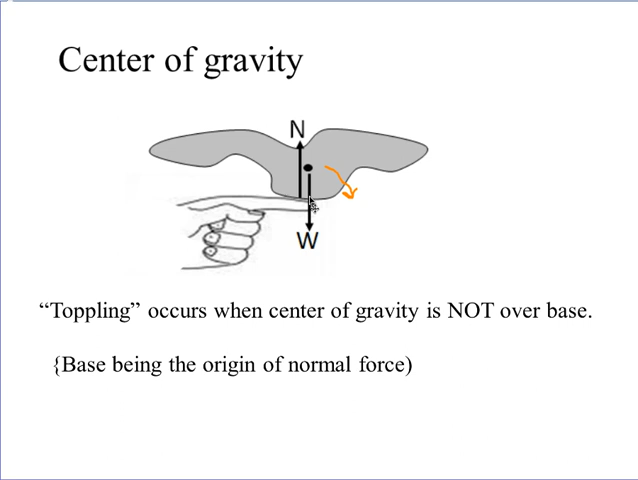 Center of gravity
N
W
“Toppling” occurs when center of gravity is NOT over base.
{Base being the origin of normal force)